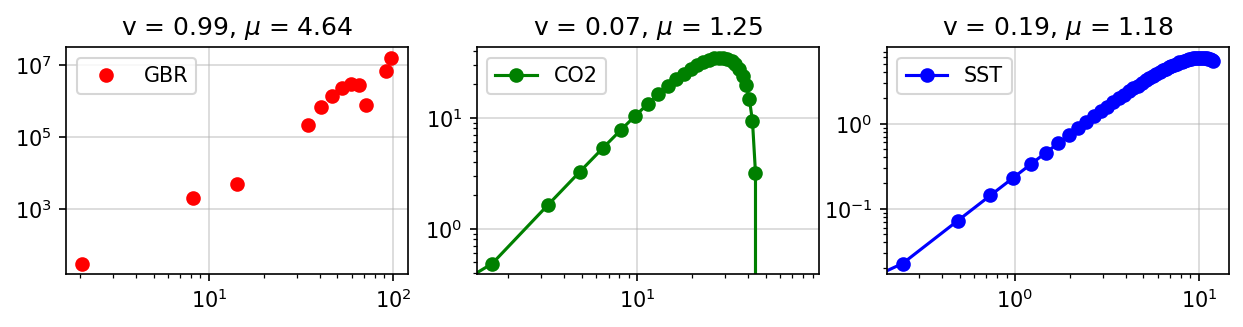 v = 0.99, μ = 4.64
v = 0.07, μ = 1.25
v = 0.19, μ = 1.18
GBR
CO2
SST
10⁷
10⁵
10³
10¹
10²
10¹
10⁰
10¹
10⁰
10⁻¹
10⁰
10¹